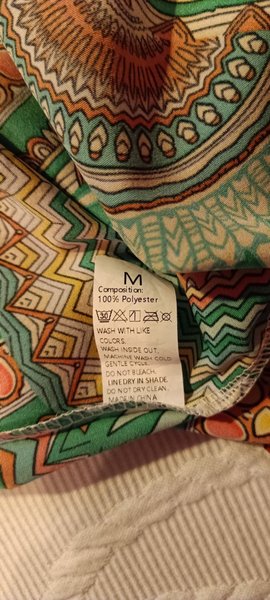 M
Composition:
100% Polyester
WASH WITH LIKE
COLORS.
WASH INSIDE OUT.
MACHINE WASH COLD
GENTLE CYCLE.
DO NOT BLEACH.
LINE DRY IN SHADE.
DO NOT DRY CLEAN.
MADE IN CHINA